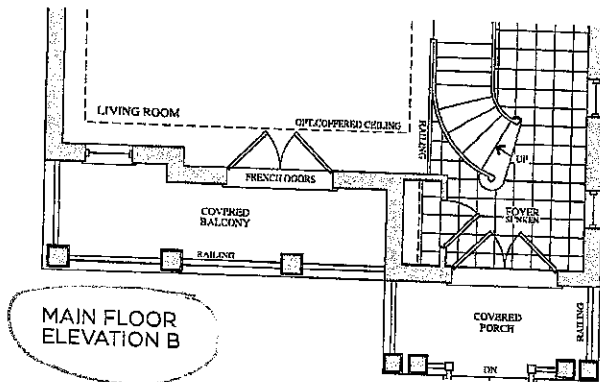 LIVING ROOM
OPT. COFFERED CEILING
RAILING
UP
FRENCH DOORS
COVERED
BALCONY
FOYER
SUNKEN
RAILING
COVERED
PORCH
RAILING
DN
MAIN FLOOR
ELEVATION B